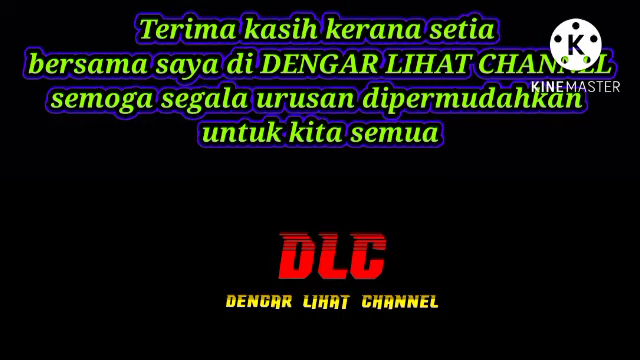 Terima kasih kerana setia
bersama saya di DENGAR LIHAT CHANNEL
semoga segala urusan dipermudahkan
untuk kita semua
K
KINEMASTER
DLC
DENGAR LIHAT CHANNEL